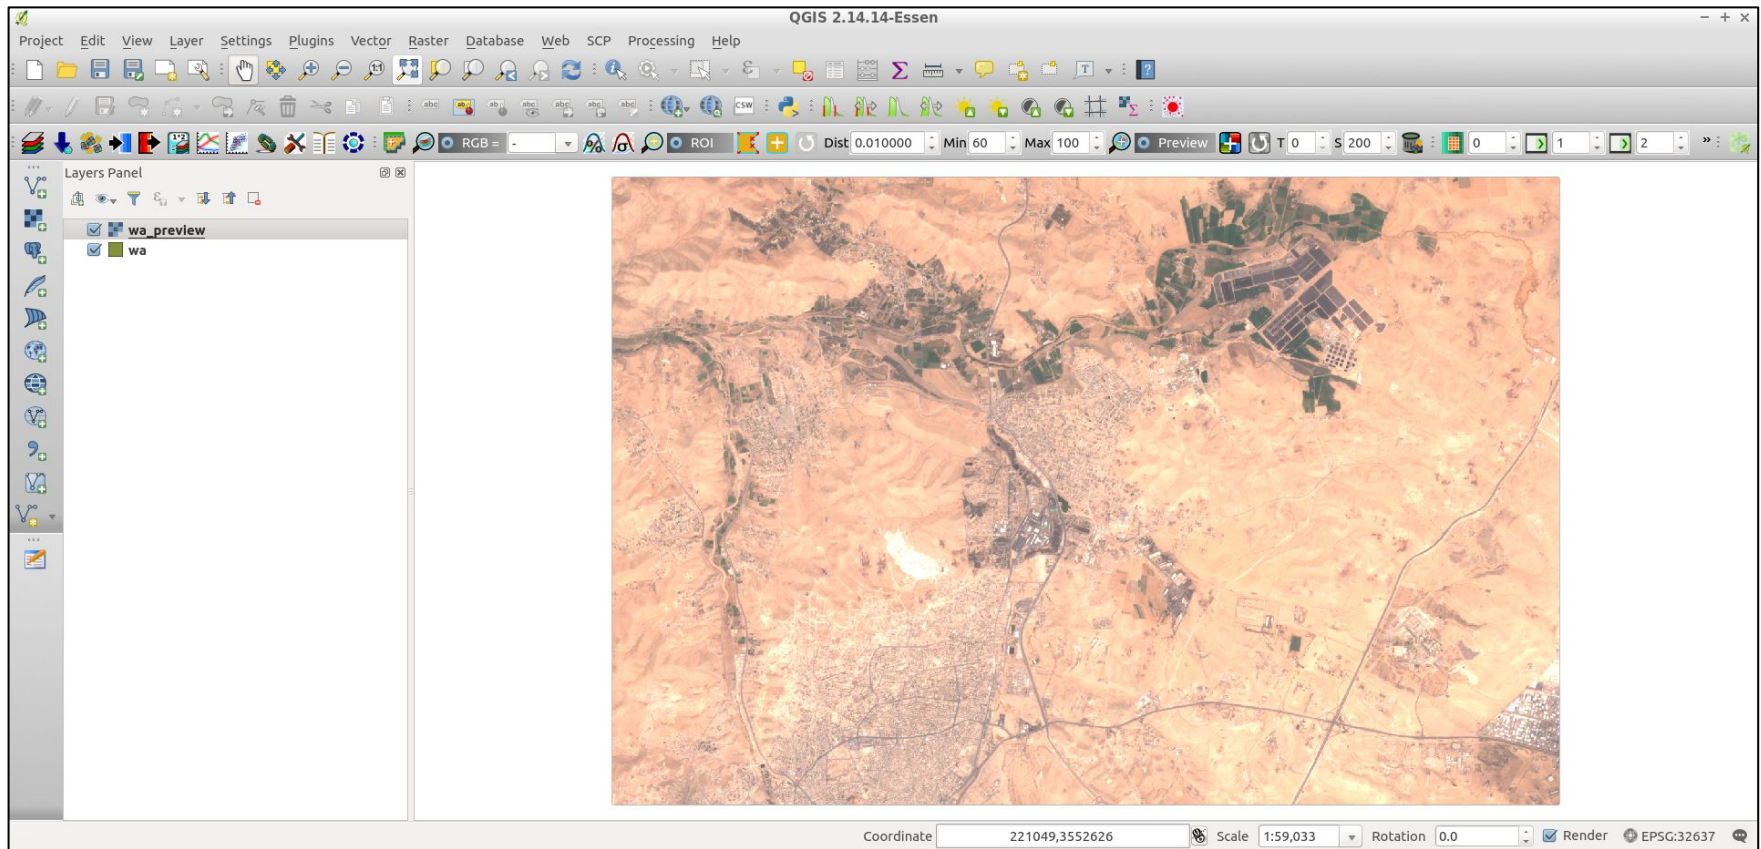 QGIS 2.14.14-Essen
Project Edit View Layer Settings Plugins Vector Raster Database Web SCP Processing Help
RGB = - ROI Dist 0.010000 Min 60 Max 100 Preview T 0 S 200 0 1 2 »
Layers Panel
wa_preview
wa
Coordinate 221049,3552626 Scale 1:59,033 Rotation 0.0 Render EPSG:32637